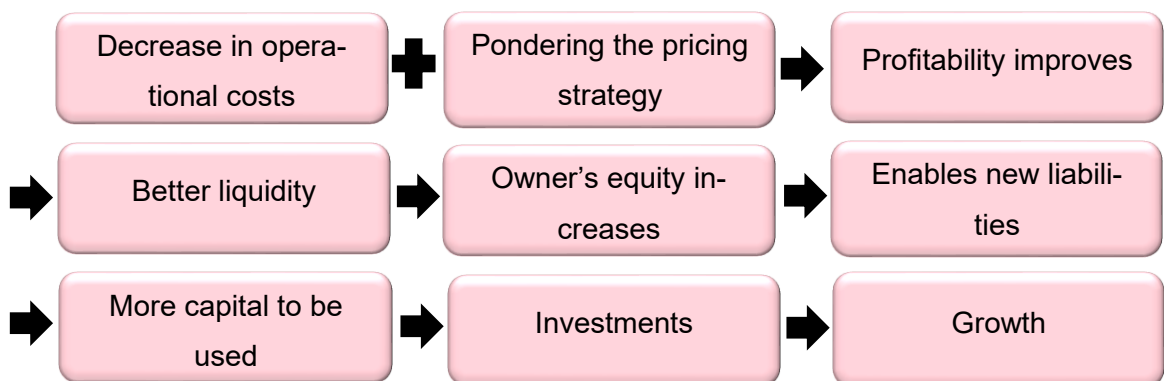 Decrease in opera-
tional costs
Pondering the pricing
strategy
Profitability improves
Better liquidity
Owner’s equity in-
creases
Enables new liabili-
ties
More capital to be
used
Investments
Growth